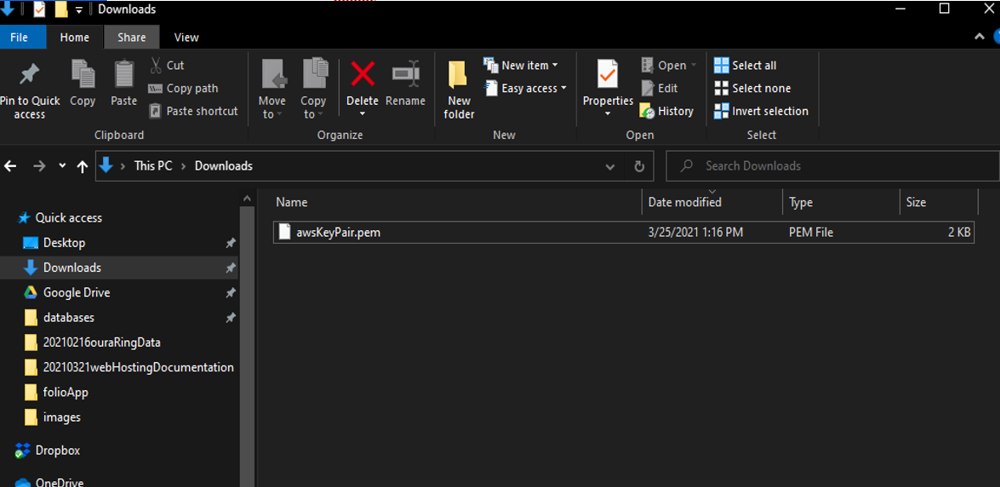 Downloads
File Home Share View
Pin to Quick access
Copy
Paste
Cut
Copy path
Paste shortcut
Clipboard
Move to
Copy to
Delete
Rename
Organize
New folder
New item
Easy access
New
Properties
Open
Edit
History
Open
Select all
Select none
Invert selection
Select
This PC > Downloads
Search Downloads
Quick access
Desktop
Downloads
Google Drive
databases
20210216ouraRingData
20210321webHostingDocumentation
folioApp
images
Dropbox
OneDrive
Name Date modified Type Size
awsKeyPair.pem 3/25/2021 1:16 PM PEM File 2 KB